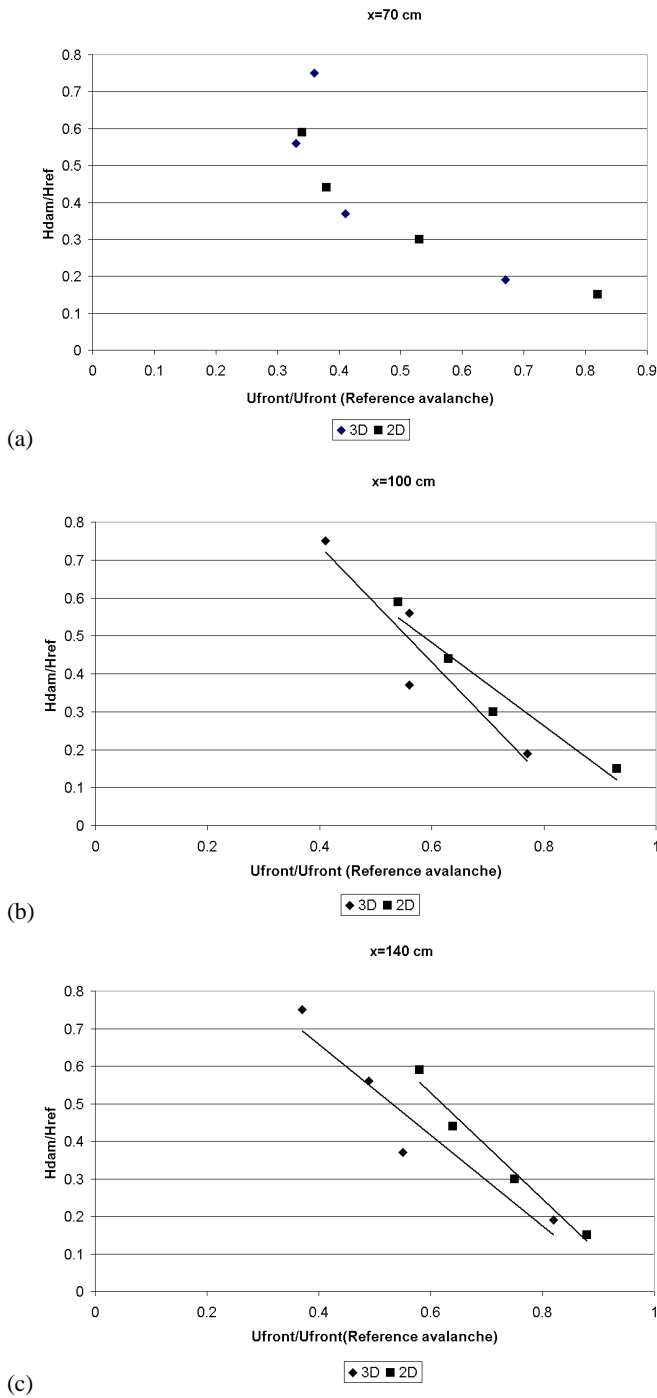 x=70 cm
Hdam/Href
0.8
0.7
0.6
0.5
0.4
0.3
0.2
0.1
0
0 0.1 0.2 0.3 0.4 0.5 0.6 0.7 0.8 0.9
Ufront/Ufront (Reference avalanche)
3D 2D
(a)
x=100 cm
Hdam/Href
0.8
0.7
0.6
0.5
0.4
0.3
0.2
0.1
0
0 0.2 0.4 0.6 0.8 1
Ufront/Ufront (Reference avalanche)
3D 2D
(b)
x=140 cm
Hdam/Href
0.8
0.7
0.6
0.5
0.4
0.3
0.2
0.1
0
0 0.2 0.4 0.6 0.8 1
Ufront/Ufront(Reference avalanche)
3D 2D
(c)